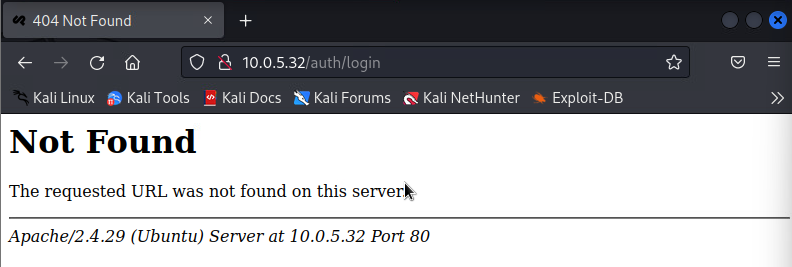 404 Not Found
10.0.5.32/auth/login
Kali Linux Kali Tools Kali Docs Kali Forums Kali NetHunter Exploit-DB
Not Found
The requested URL was not found on this server.
Apache/2.4.29 (Ubuntu) Server at 10.0.5.32 Port 80